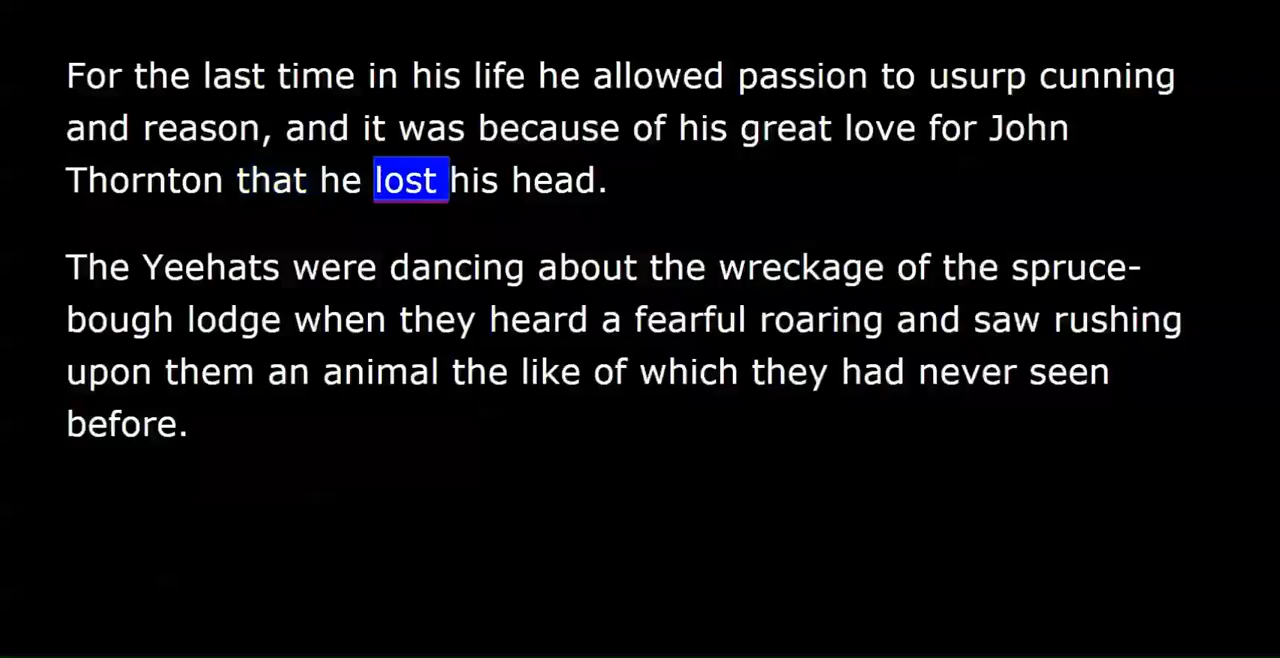 For the last time in his life he allowed passion to usurp cunning
and reason, and it was because of his great love for John
Thornton that he lost his head.
The Yeehats were dancing about the wreckage of the spruce-
bough lodge when they heard a fearful roaring and saw rushing
upon them an animal the like of which they had never seen
before.